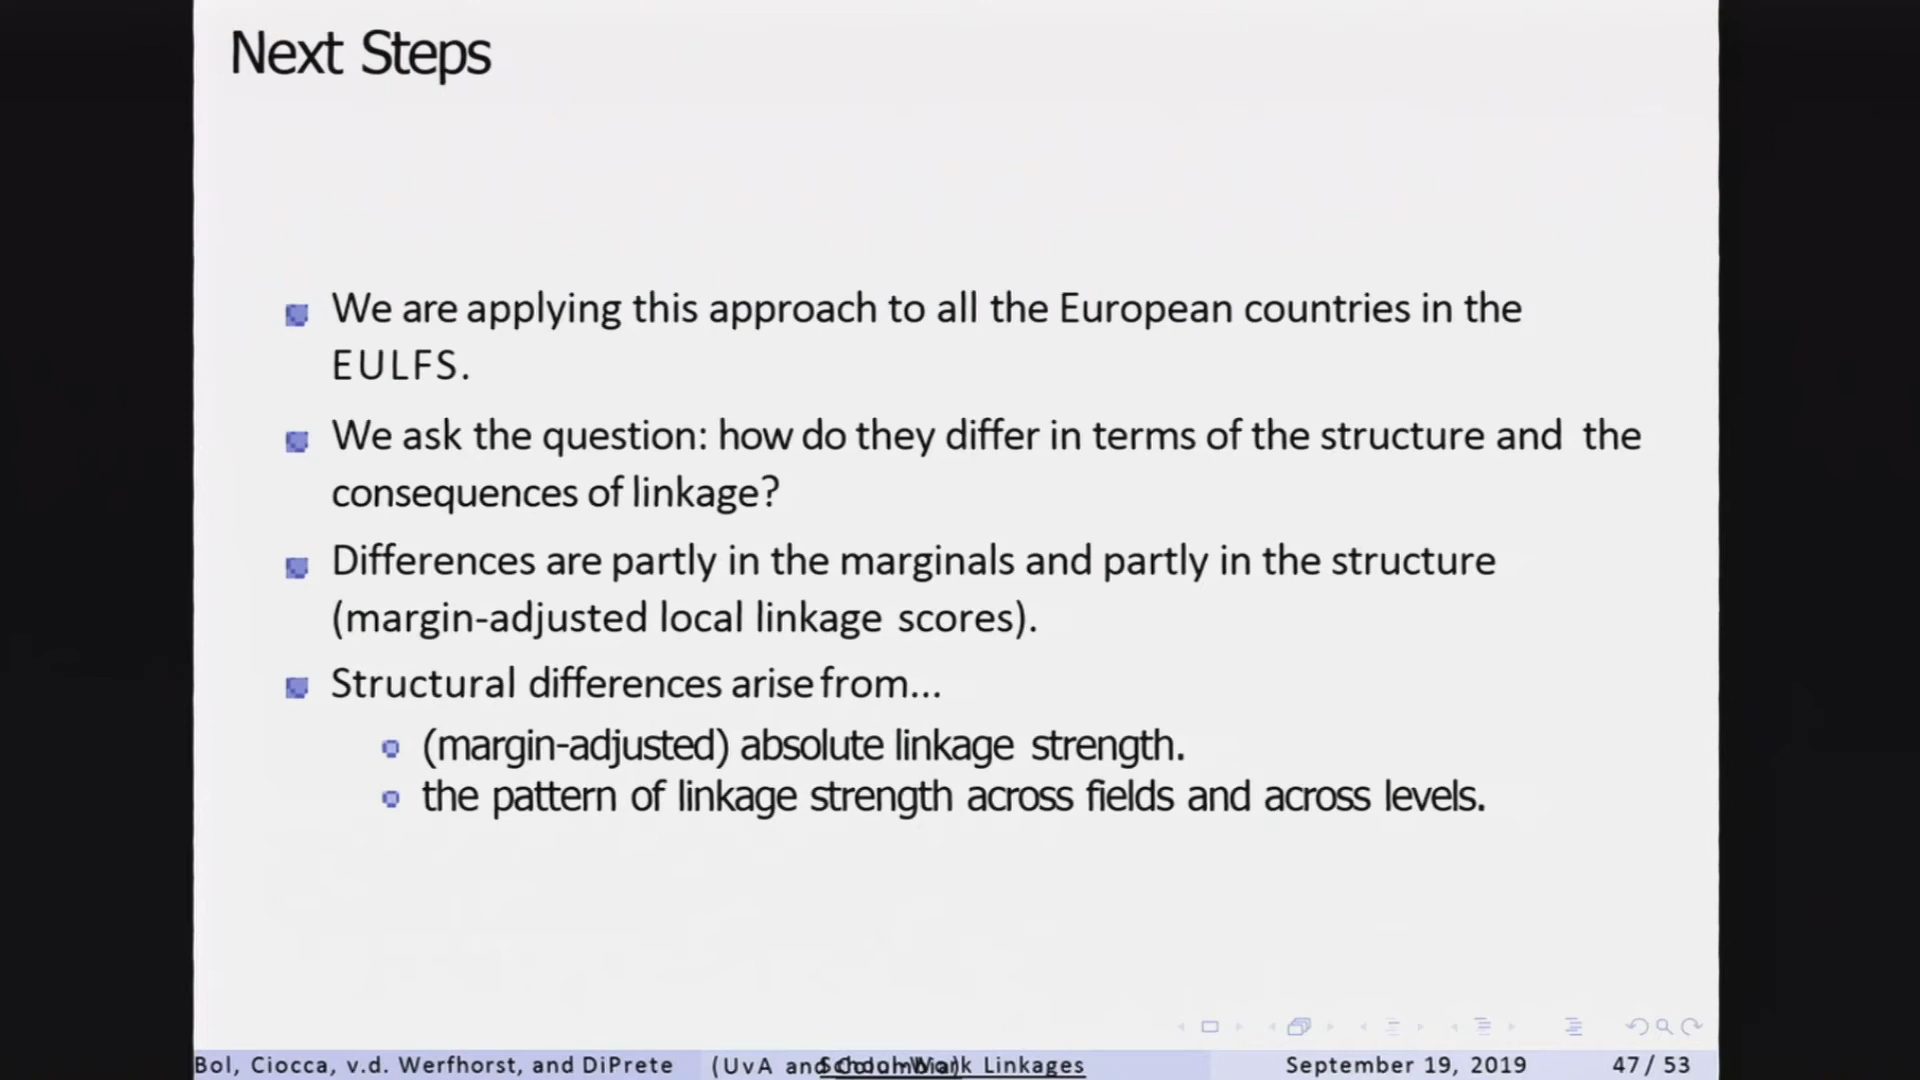 Next Steps
We are applying this approach to all the European countries in the
EULFS.
We ask the question: how do they differ in terms of the structure and the
consequences of linkage?
Differences are partly in the marginals and partly in the structure
(margin-adjusted local linkage scores).
Structural differences arise from...
(margin-adjusted) absolute linkage strength.
the pattern of linkage strength across fields and across levels.
Bol, Ciocca, v.d. Werfhorst, and DiPrete (UvA and Columbia) School-Work Linkages September 19, 2019 47 / 53